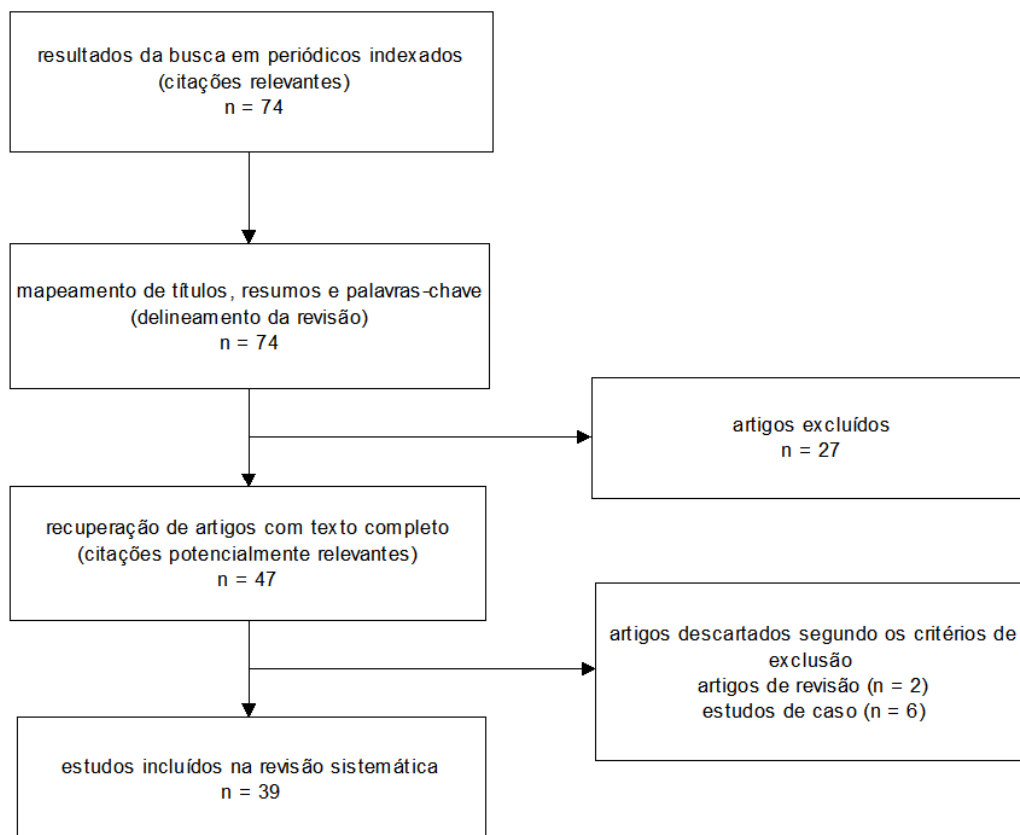 resultados da busca em periódicos indexados
(citações relevantes)
n = 74
mapeamento de títulos, resumos e palavras-chave
(delineamento da revisão)
n = 74
artigos excluídos
n = 27
recuperação de artigos com texto completo
(citações potencialmente relevantes)
n = 47
artigos descartados segundo os critérios de
exclusão
artigos de revisão (n = 2)
estudos de caso (n = 6)
estudos incluídos na revisão sistemática
n = 39